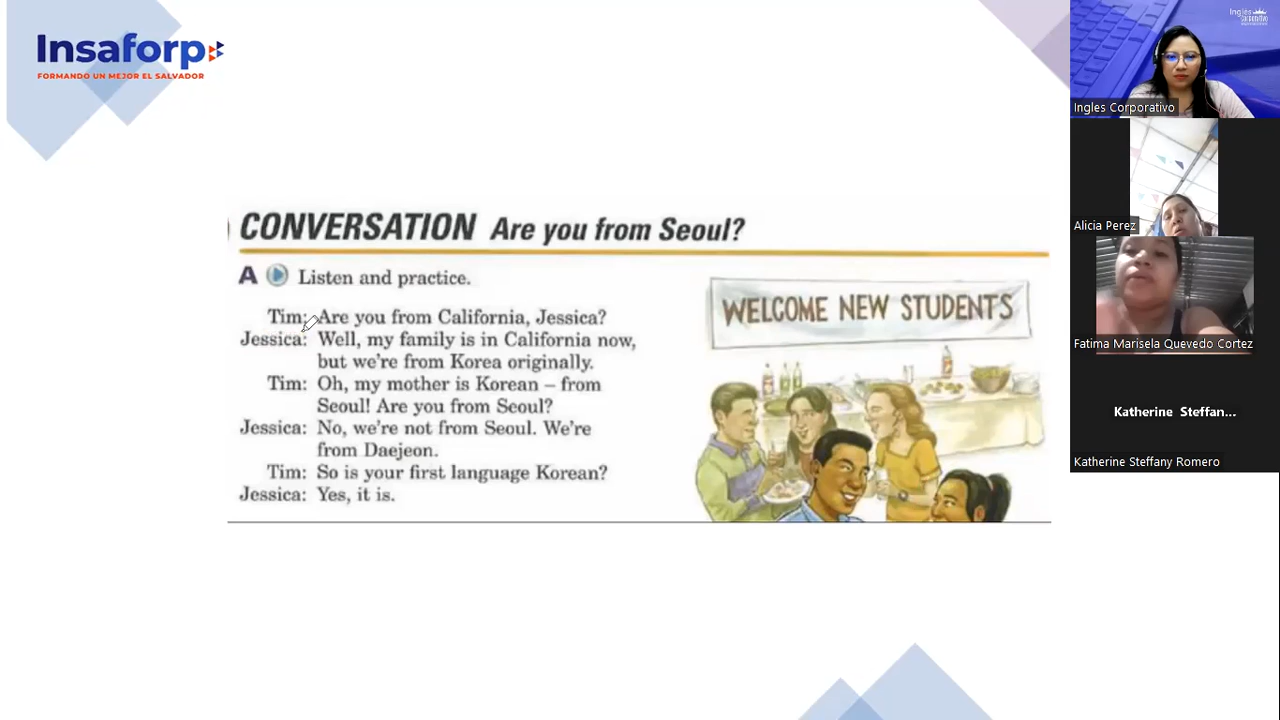 Insaforp
FORMANDO UN MEJOR EL SALVADOR
CONVERSATION Are you from Seoul?
A Listen and practice.
Tim: Are you from California, Jessica?
Jessica: Well, my family is in California now,
but we're from Korea originally.
Tim: Oh, my mother is Korean – from
Seoul! Are you from Seoul?
Jessica: No, we're not from Seoul. We're
from Daejeon.
Tim: So is your first language Korean?
Jessica: Yes, it is.
WELCOME NEW STUDENTS
Ingles
Ingles Corporativo
Alicia Perez
Fatima Marisela Quevedo Cortez
Katherine Steffan...
Katherine Steffany Romero